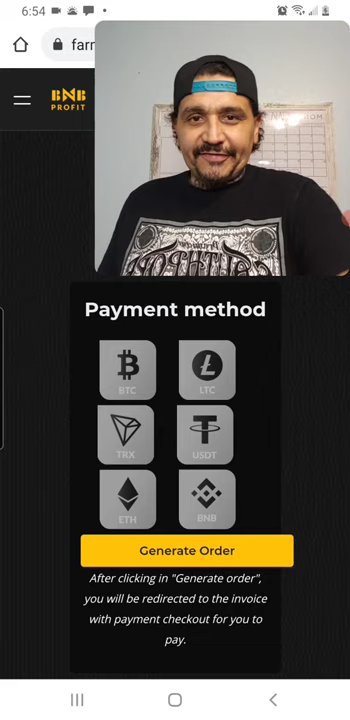 6:54
farr
BNB
PROFIT
Payment method
BTC
LTC
TRX
USDT
ETH
BNB
Generate Order
After clicking in "Generate order",
you will be redirected to the invoice
with payment checkout for you to
pay.